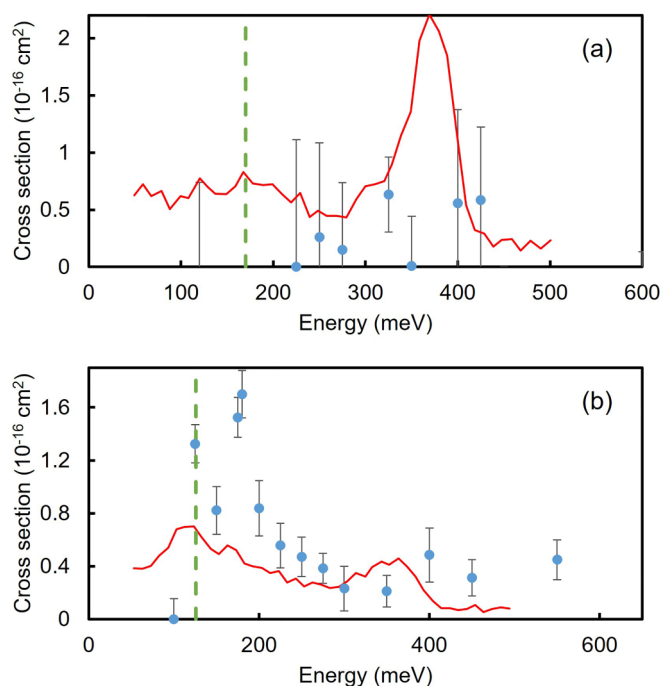 2
1.5
1
0.5
0
0 100 200 300 400 500 600
Energy (meV)
Cross section (10⁻¹⁶ cm²)
(a)
1.6
1.2
0.8
0.4
0
0 200 400 600
Energy (meV)
Cross section (10⁻¹⁶ cm²)
(b)